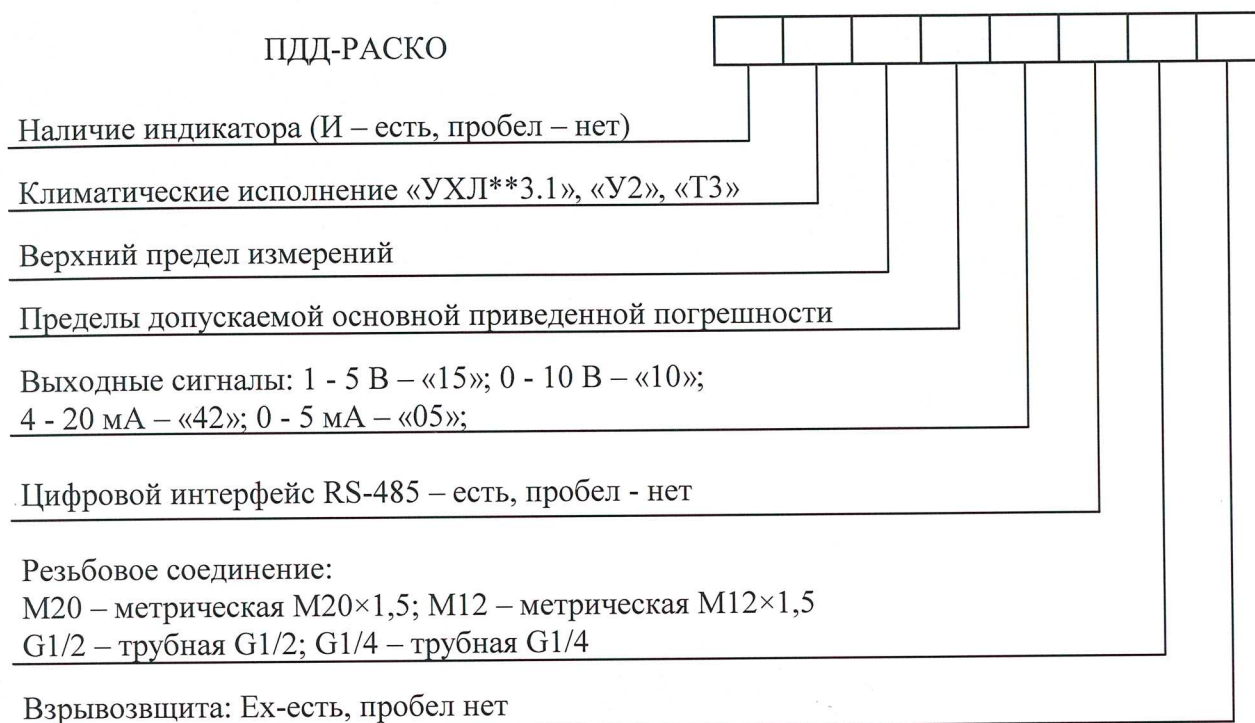 ПДД-РАСКО
Наличие индикатора (И – есть, пробел – нет)
Климатические исполнение «УХЛ**3.1», «У2», «Т3»
Верхний предел измерений
Пределы допускаемой основной приведенной погрешности
Выходные сигналы: 1 - 5 В – «15»; 0 - 10 В – «10»;
4 - 20 мА – «42»; 0 - 5 мА – «05»;
Цифровой интерфейс RS-485 – есть, пробел - нет
Резьбовое соединение:
М20 – метрическая М20×1,5; М12 – метрическая М12×1,5
G1/2 – трубная G1/2; G1/4 – трубная G1/4
Взрывозвщита: Ех-есть, пробел нет